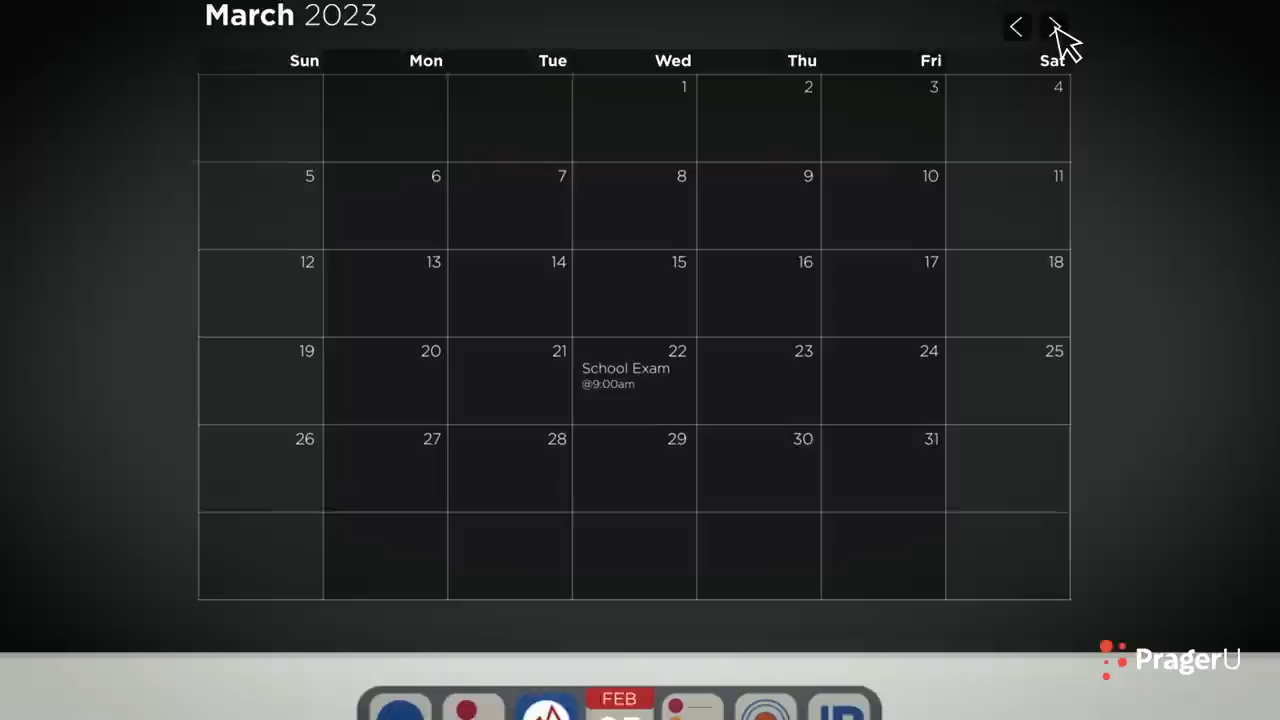 March 2023
Sun Mon Tue Wed Thu Fri Sat
1 2 3 4
5 6 7 8 9 10 11
12 13 14 15 16 17 18
19 20 21 22 23 24 25
School Exam
@9:00am
26 27 28 29 30 31
PragerU
FEB